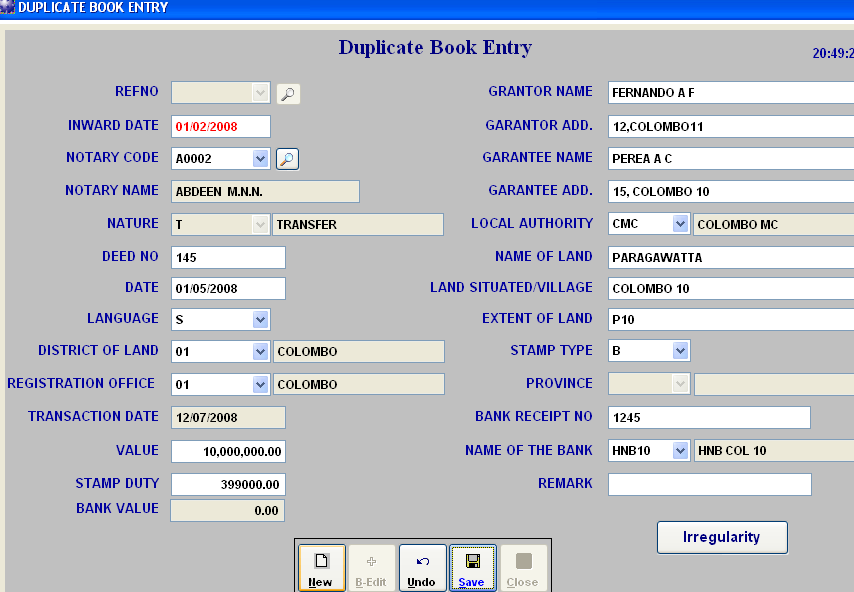 DUPLICATE BOOK ENTRY
Duplicate Book Entry
20:49:2
REFNO
INWARD DATE 01/02/2008
NOTARY CODE A0002
NOTARY NAME ABDEEN M.N.N.
NATURE T TRANSFER
DEED NO 145
DATE 01/05/2008
LANGUAGE S
DISTRICT OF LAND 01 COLOMBO
REGISTRATION OFFICE 01 COLOMBO
TRANSACTION DATE 12/07/2008
VALUE 10,000,000.00
STAMP DUTY 399000.00
BANK VALUE 0.00
GRANTOR NAME FERNANDO A F
GARANTOR ADD. 12,COLOMBO11
GARANTEE NAME PEREA A C
GARANTEE ADD. 15, COLOMBO 10
LOCAL AUTHORITY CMC COLOMBO MC
NAME OF LAND PARAGAWATTA
LAND SITUATED/VILLAGE COLOMBO 10
EXTENT OF LAND P10
STAMP TYPE B
PROVINCE
BANK RECEIPT NO 1245
NAME OF THE BANK HNB10 HNB COL 10
REMARK
Irregularity
New B-Edit Undo Save Close